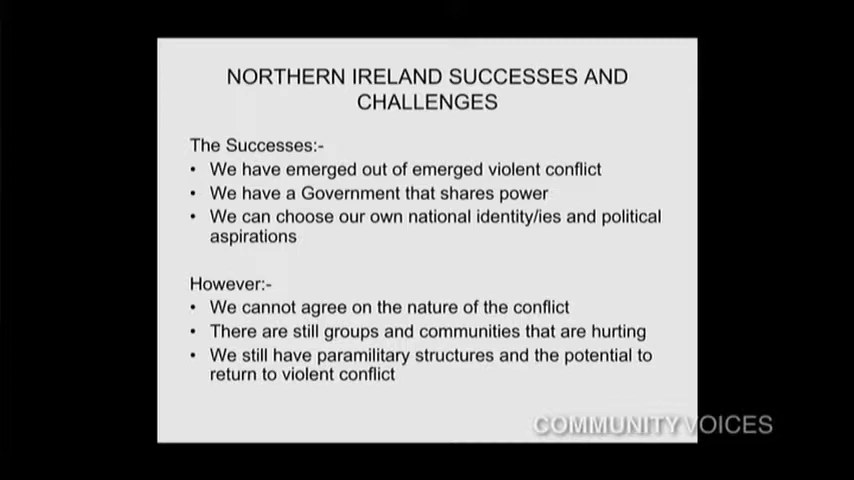 NORTHERN IRELAND SUCCESSES AND
CHALLENGES
The Successes:-
• We have emerged out of emerged violent conflict
• We have a Government that shares power
• We can choose our own national identity/ies and political
aspirations
However:-
• We cannot agree on the nature of the conflict
• There are still groups and communities that are hurting
• We still have paramilitary structures and the potential to
return to violent conflict
COMMUNITY VOICES